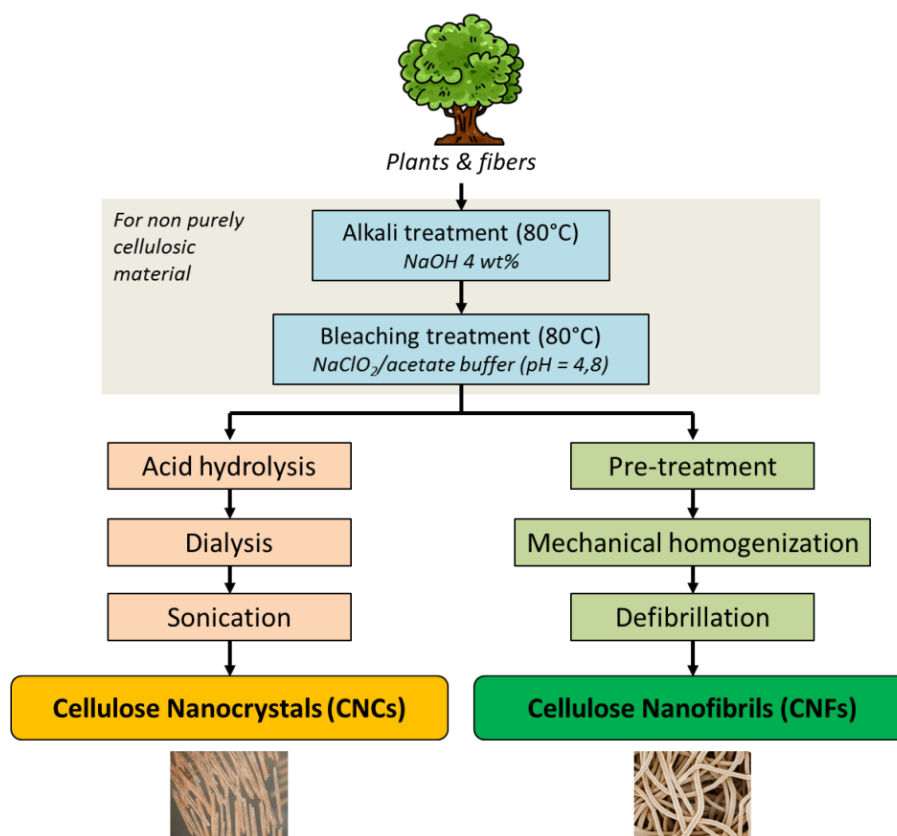 Plants & fibers
For non purely
cellulosic
material
Alkali treatment (80°C)
NaOH 4 wt%
Bleaching treatment (80°C)
NaClO₂/acetate buffer (pH = 4,8)
Acid hydrolysis
Pre-treatment
Dialysis
Mechanical homogenization
Sonication
Defibrillation
Cellulose Nanocrystals (CNCs)
Cellulose Nanofibrils (CNFs)